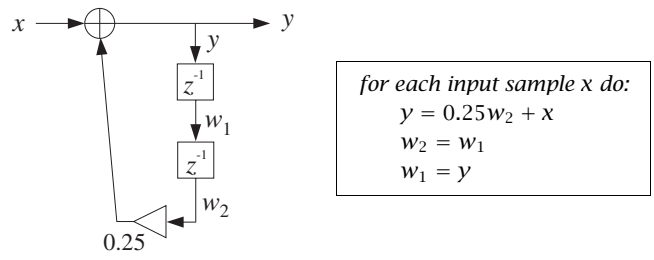 x
y
y
z⁻¹
w₁
z⁻¹
w₂
0.25
for each input sample x do:
y = 0.25w₂ + x
w₂ = w₁
w₁ = y